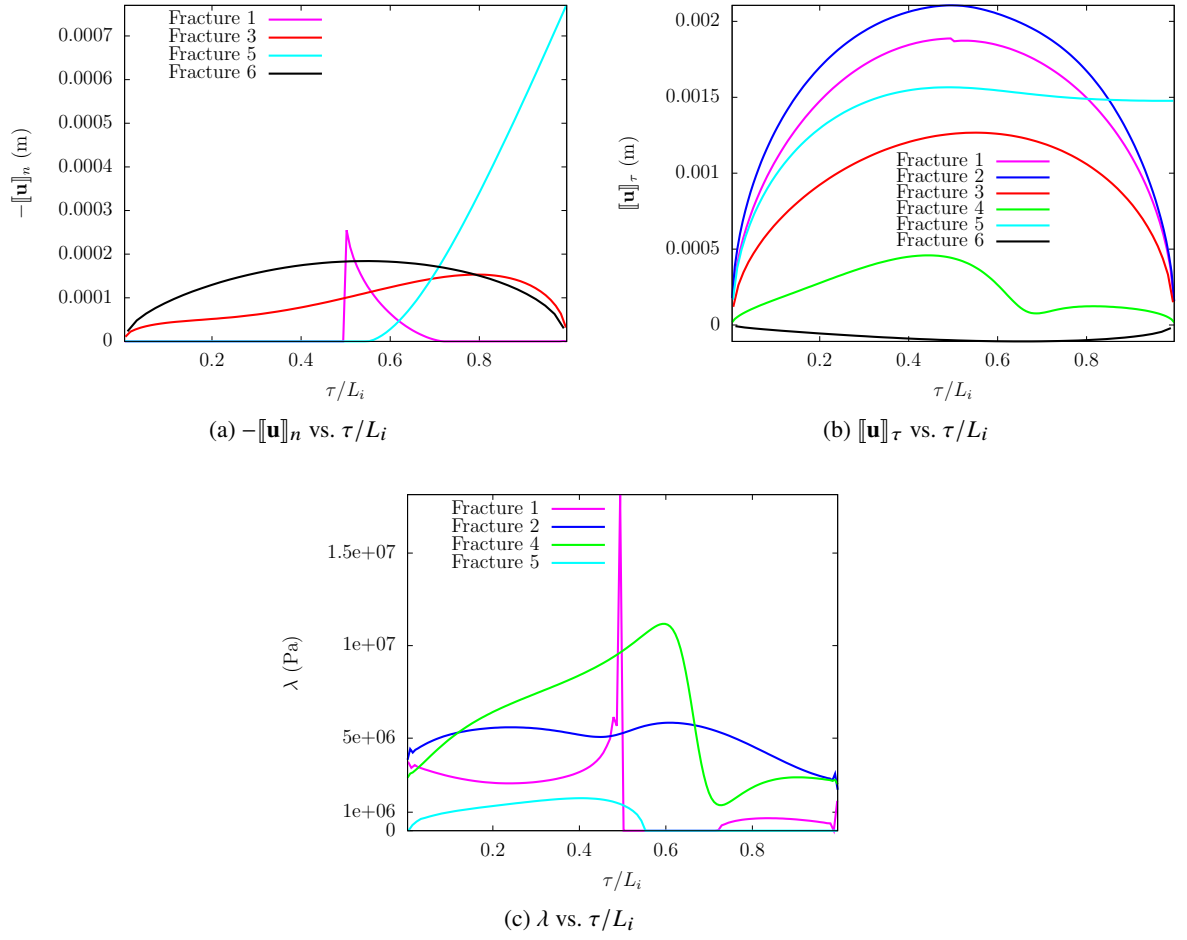 0.0007
0.0006
0.0005
0.0004
0.0003
0.0002
0.0001
0
−⟦u⟧n (m)
Fracture 1
Fracture 3
Fracture 5
Fracture 6
0.2
0.4
0.6
0.8
τ/Li
(a) −⟦u⟧n vs. τ/Li
0.002
0.0015
0.001
0.0005
0
⟦u⟧τ (m)
Fracture 1
Fracture 2
Fracture 3
Fracture 4
Fracture 5
Fracture 6
0.2
0.4
0.6
0.8
τ/Li
(b) ⟦u⟧τ vs. τ/Li
1.5e+07
1e+07
5e+06
1e+06
0
λ (Pa)
Fracture 1
Fracture 2
Fracture 4
Fracture 5
0.2
0.4
0.6
0.8
τ/Li
(c) λ vs. τ/Li